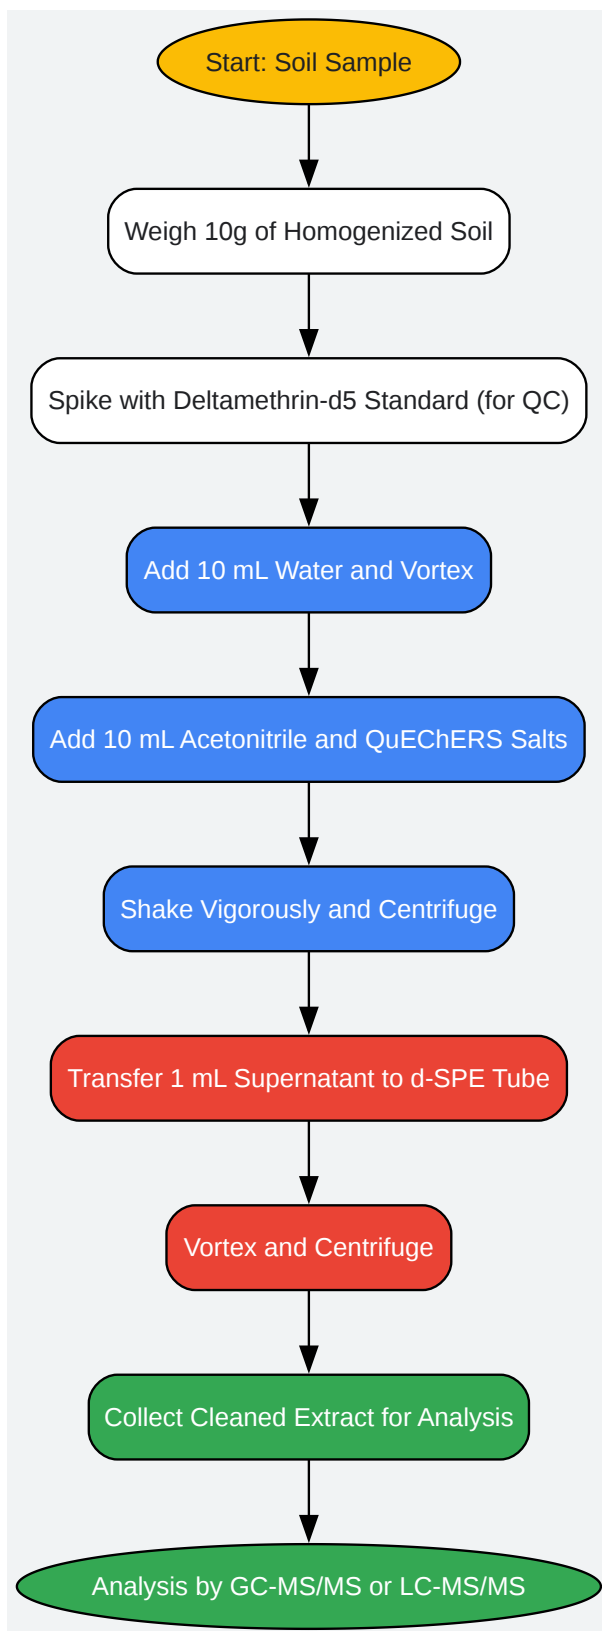 Start: Soil Sample
Weigh 10g of Homogenized Soil
Spike with Deltamethrin-d5 Standard (for QC)
Add 10 mL Water and Vortex
Add 10 mL Acetonitrile and QuEChERS Salts
Shake Vigorously and Centrifuge
Transfer 1 mL Supernatant to d-SPE Tube
Vortex and Centrifuge
Collect Cleaned Extract for Analysis
Analysis by GC-MS/MS or LC-MS/MS